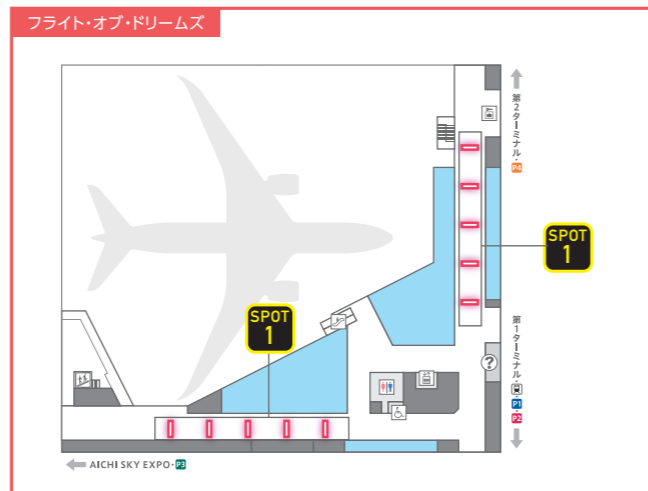 フライト・オブ・ドリームズ
第2ターミナル・P4
SPOT
1
SPOT
1
第1ターミナル・P1
P2
?
AICHI SKY EXPO・P3